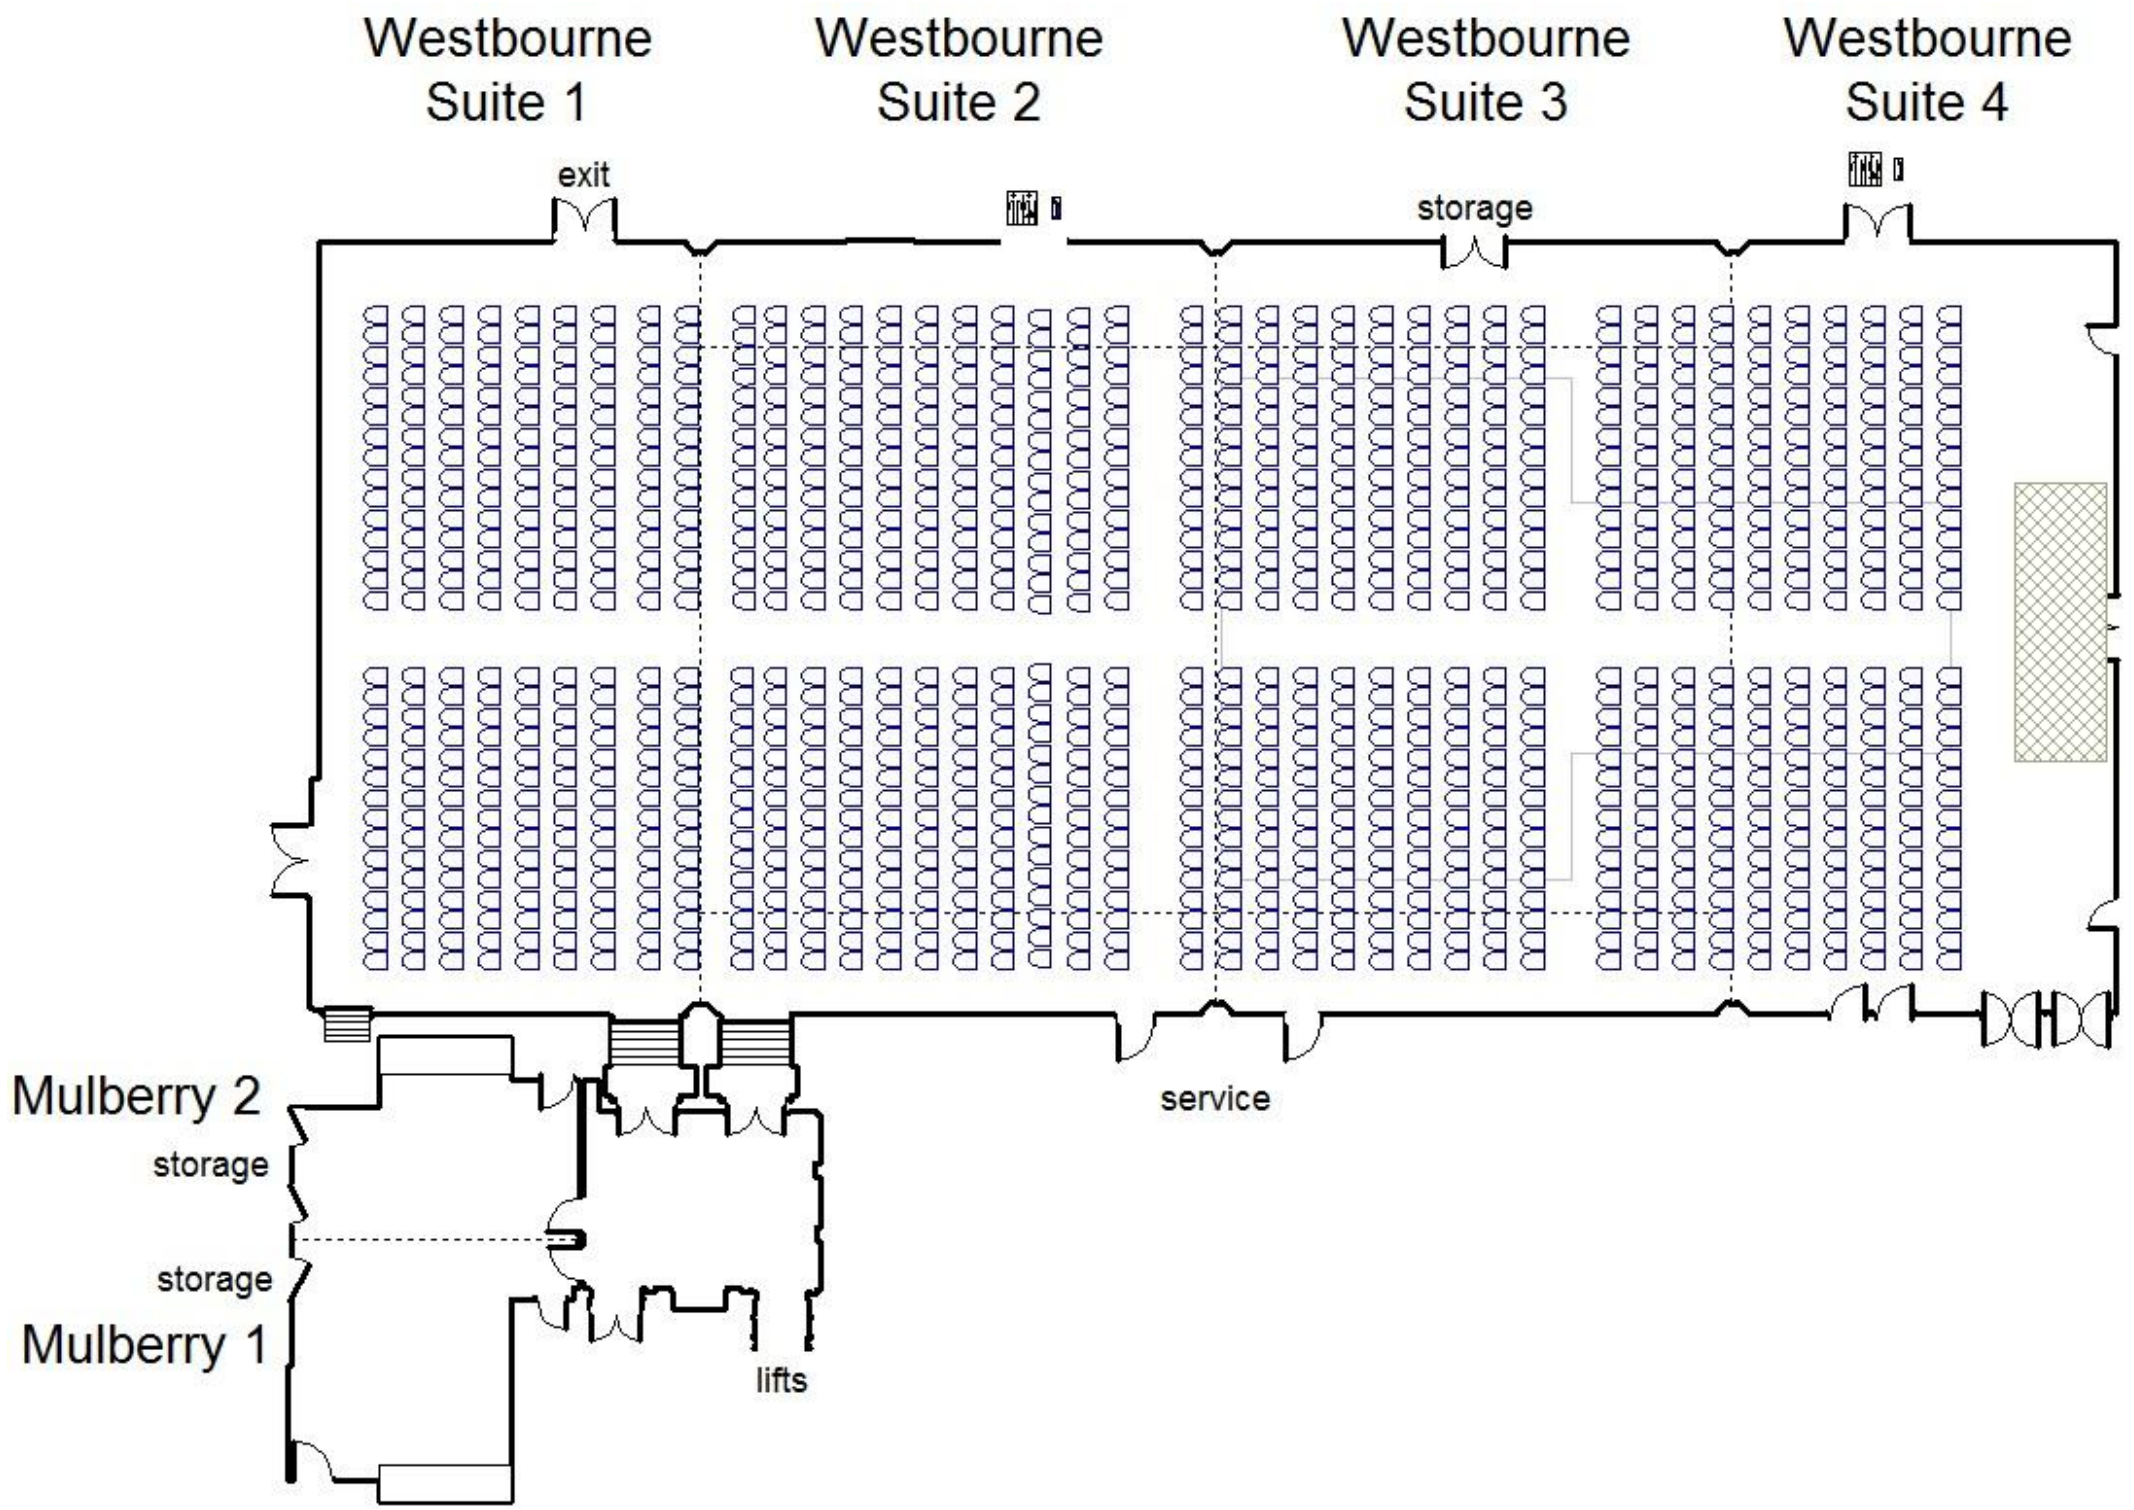 Westbourne
Suite 1
Westbourne
Suite 2
Westbourne
Suite 3
Westbourne
Suite 4
exit
storage
service
Mulberry 2
storage
storage
Mulberry 1
lifts